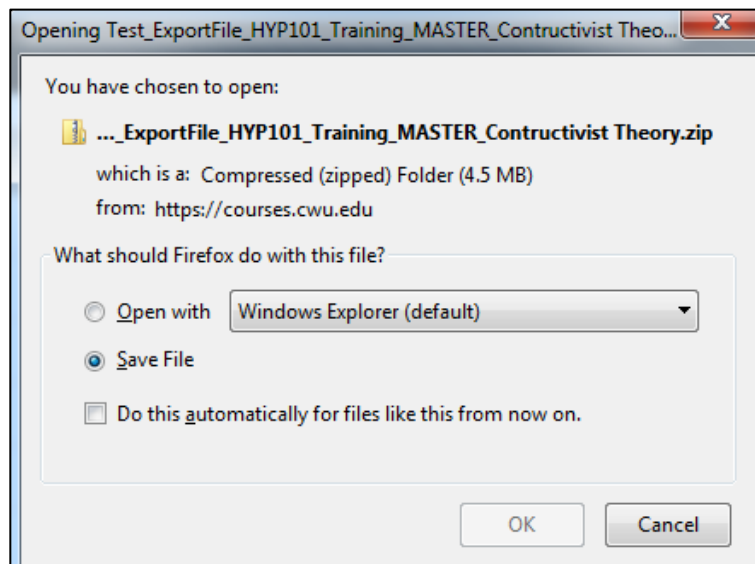 Opening Test_ExportFile_HYP101_Training_MASTER_Contructivist Theo...
You have chosen to open:
..._ExportFile_HYP101_Training_MASTER_Contructivist Theory.zip
which is a: Compressed (zipped) Folder (4.5 MB)
from: https://courses.cwu.edu
What should Firefox do with this file?
Open with Windows Explorer (default)
Save File
Do this automatically for files like this from now on.
OK Cancel